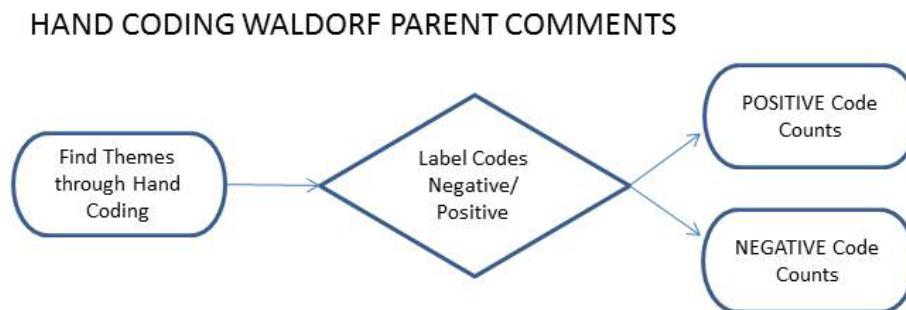 HAND CODING WALDORF PARENT COMMENTS
Find Themes
through Hand
Coding
Label Codes
Negative/
Positive
POSITIVE Code
Counts
NEGATIVE Code
Counts